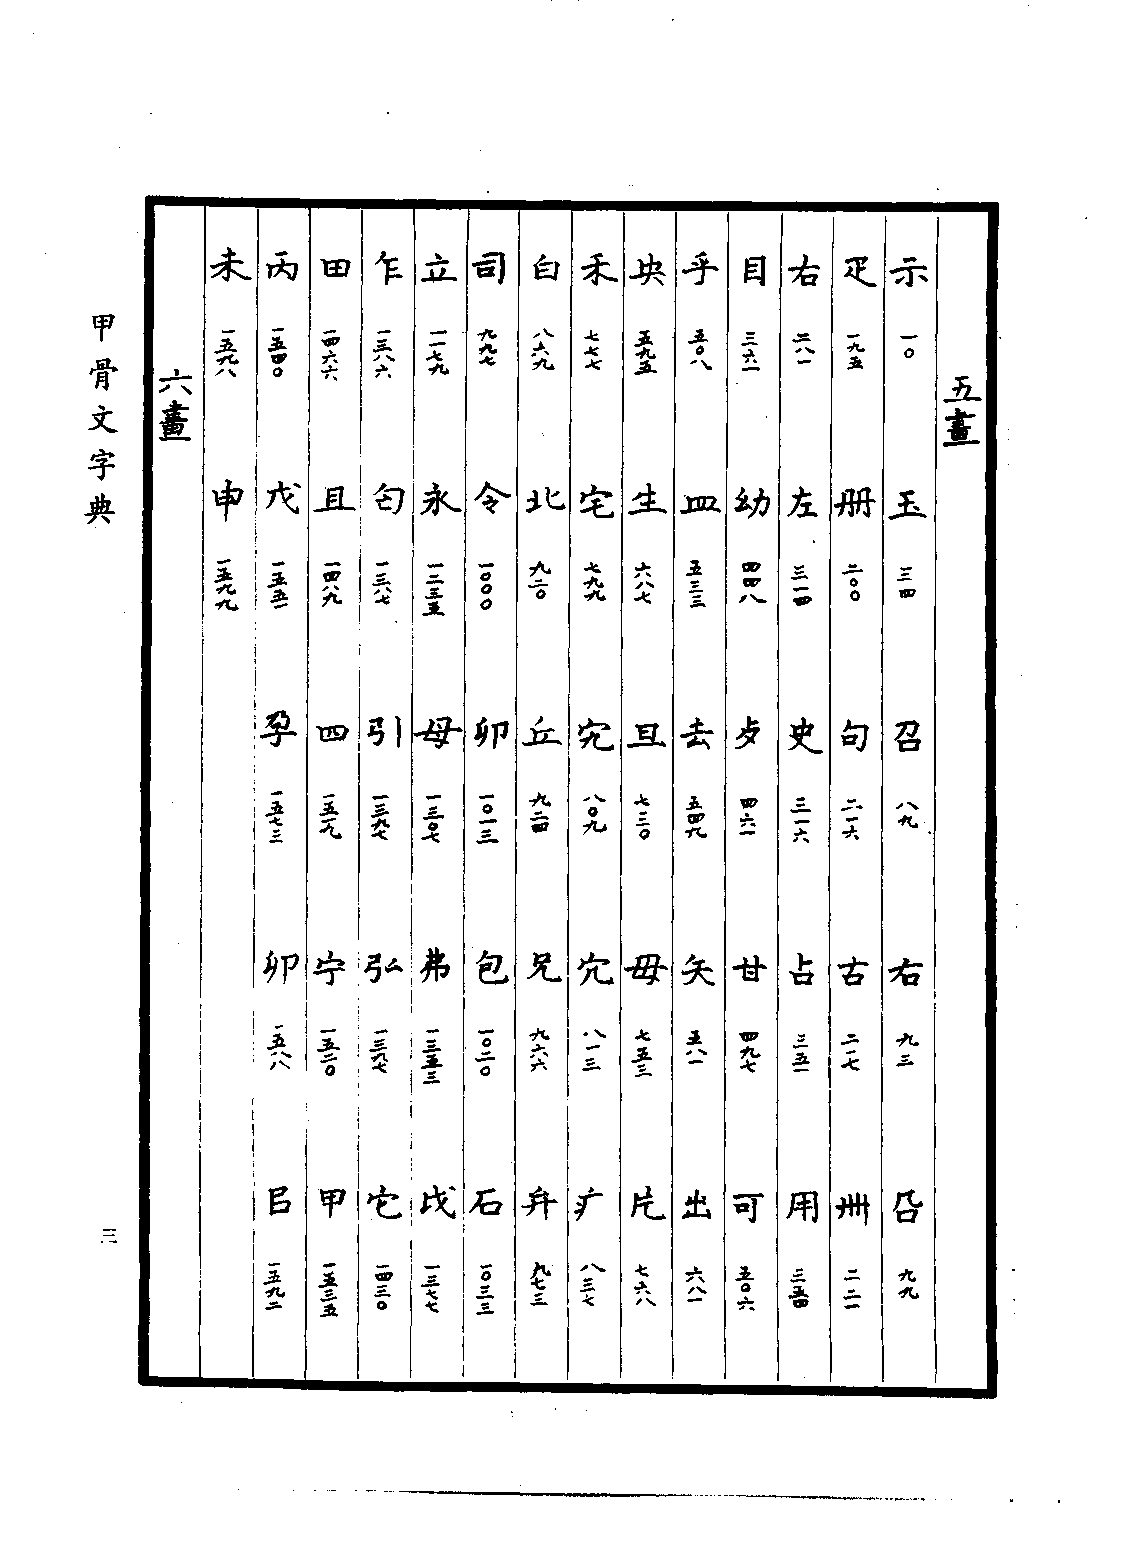 五畫
示 一〇 玉 三四 召 八九 右 九三 㕣 九九
疋 一九五 册 二〇〇 句 二一六 古 二一七 卌 二二一
右 二八一 左 三一四 史 三一六 占 三五一 用 三五四
目 三六一 幼 四四八 歺 四六一 甘 四九七 可 五〇六
乎 五〇八 皿 五三三 去 五四九 矢 五八一 出 六八一
央 五九五 生 六八七 旦 七三〇 毌 七五三 片 七六八
禾 七七七 宅 七九九 宄 八〇九 穴 八一三 疒 八三七
白 八六九 北 九二〇 丘 九二四 兄 九六六 弁 九七三
司 九九七 令 一〇〇〇 卯 一〇一三 包 一〇二〇 石 一〇三三
立 一一七九 永 一二三五 母 一三〇七 弗 一三五三 戉 一三七七
乍 一三八六 匄 一三八七 引 一三九七 弘 一三九七 它 一四三〇
田 一四六六 且 一四八九 四 一五一九 宁 一五二〇 甲 一五三五
丙 一五四〇 戊 一五五一 孕 一五七三 卯 一五八八 㠯 一五九二
未 一五九八 申 一五九九
六畫
甲骨文字典
三